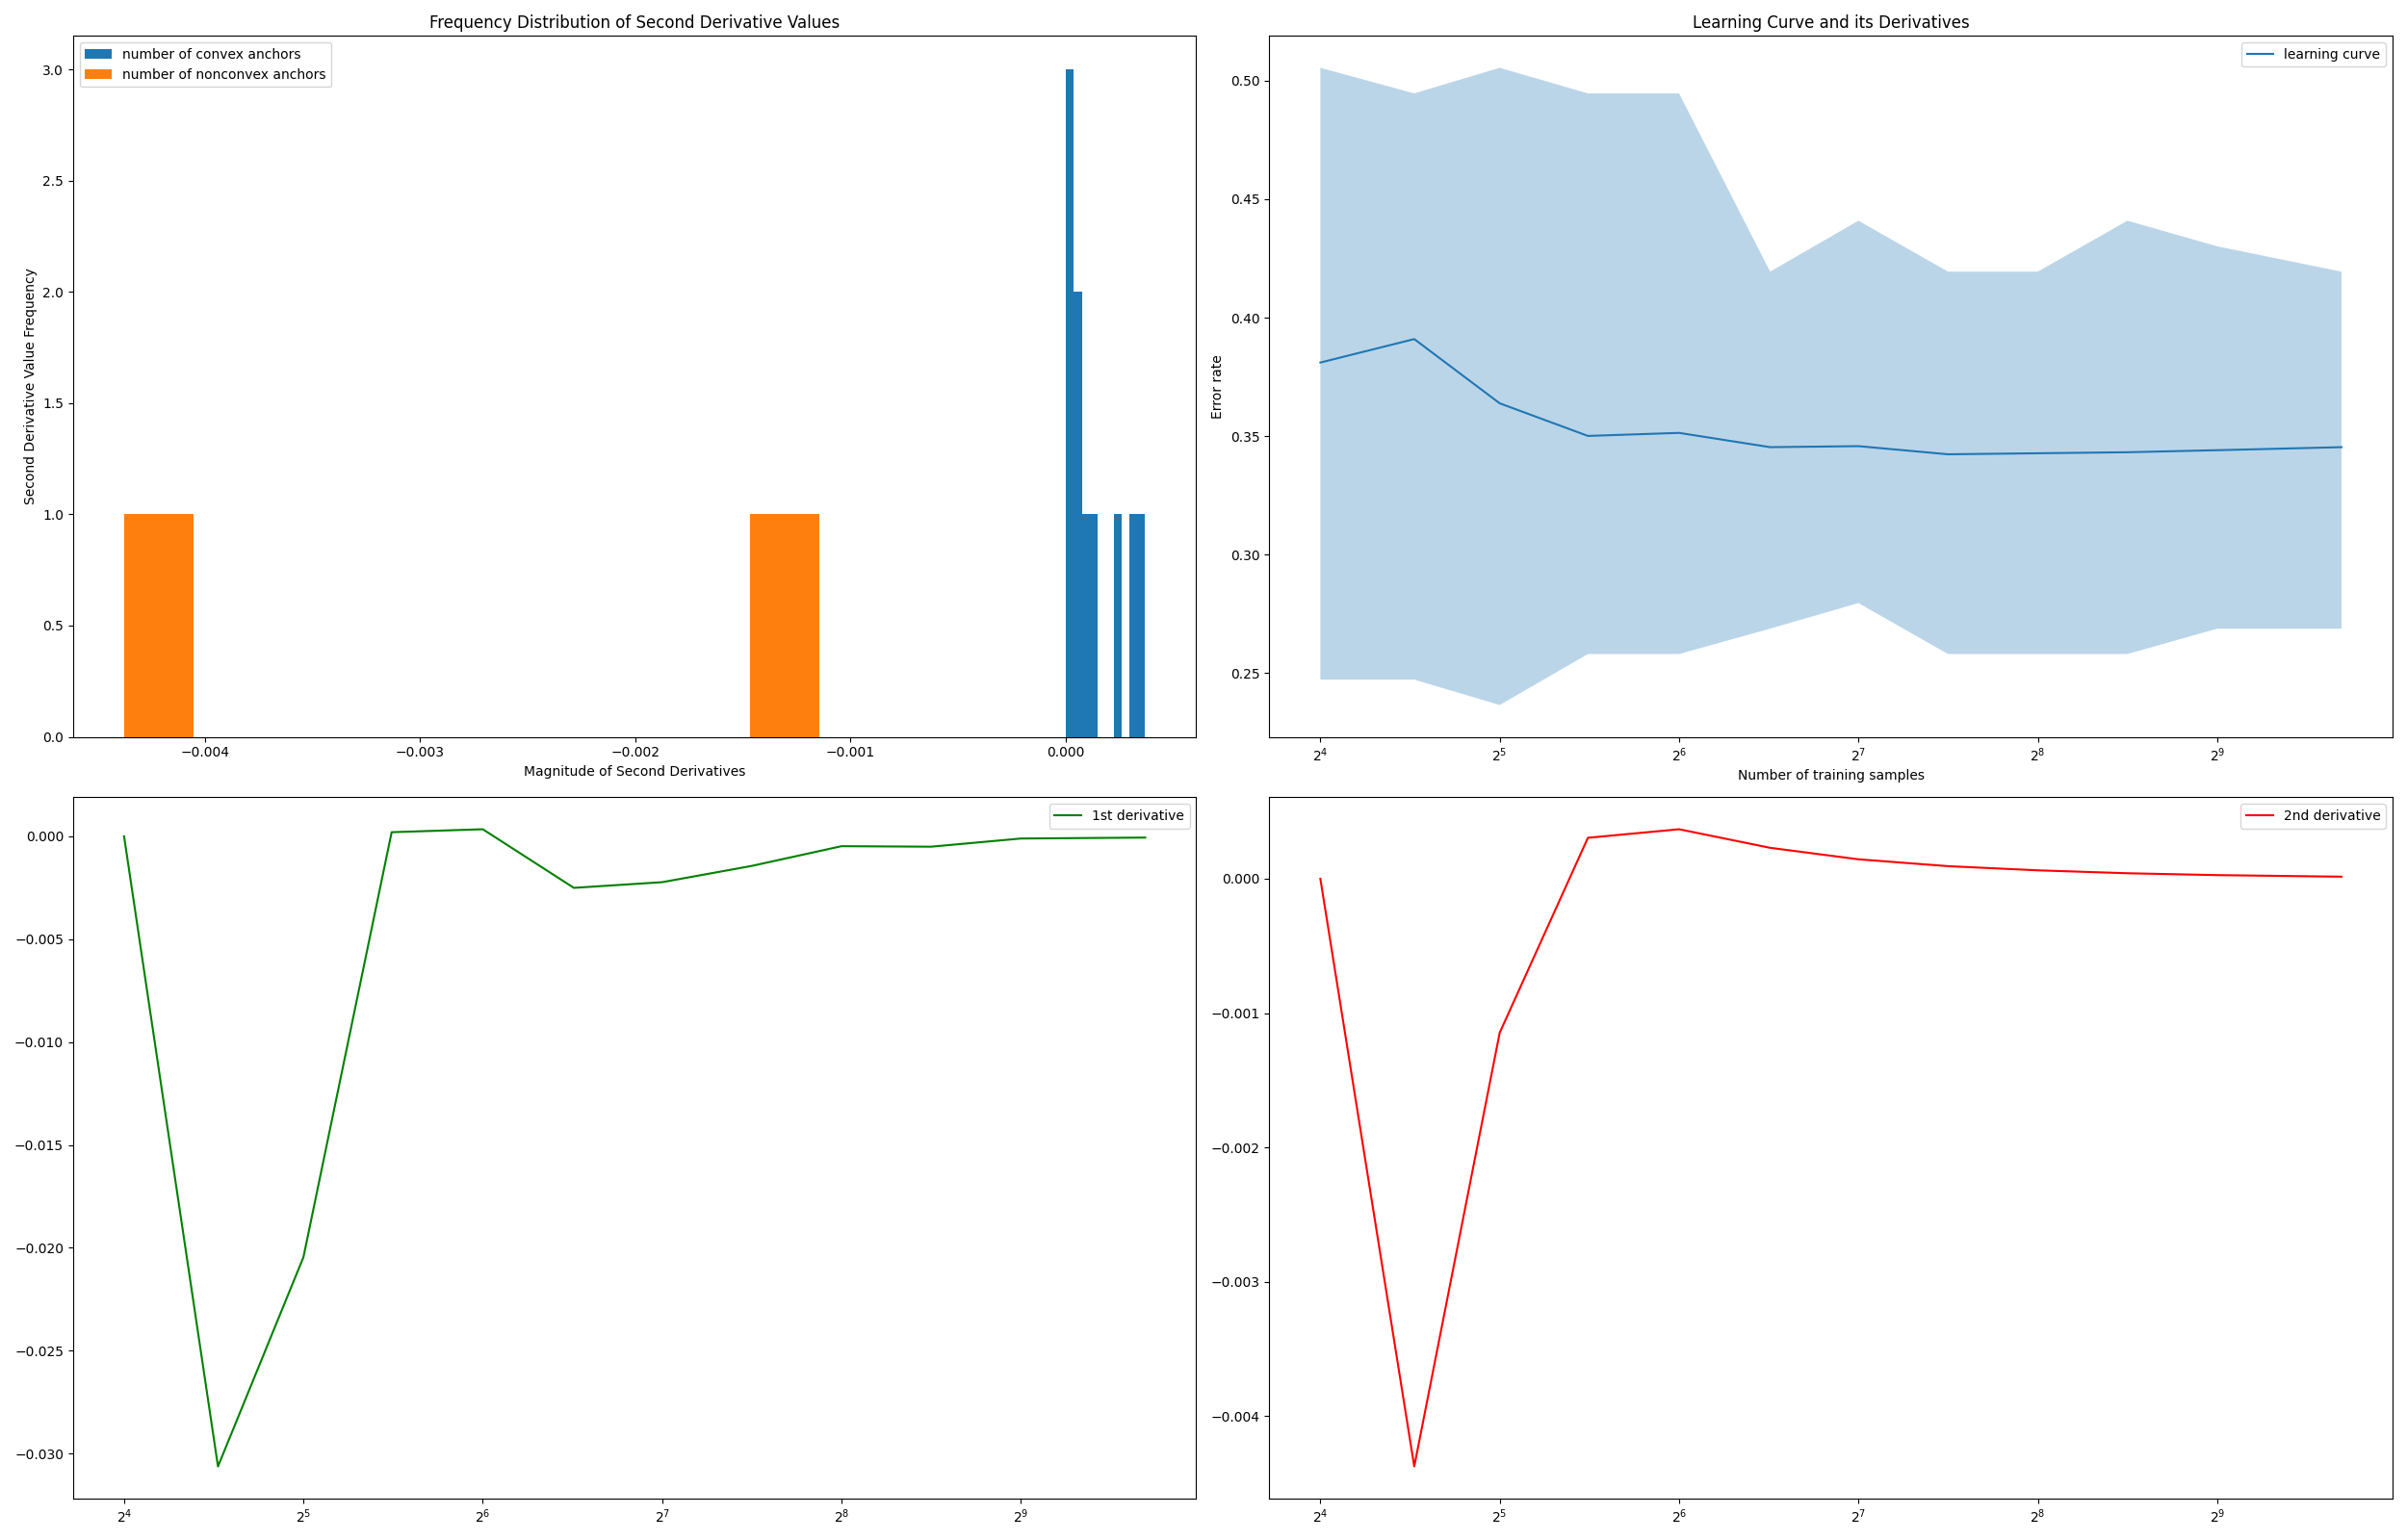 Frequency Distribution of Second Derivative Values
number of convex anchors
number of nonconvex anchors
3.0
2.5
2.0
1.5
1.0
0.5
0.0
Second Derivative Value Frequency
−0.004 −0.003 −0.002 −0.001 0.000
Magnitude of Second Derivatives
Learning Curve and its Derivatives
learning curve
0.50
0.45
0.40
0.35
0.30
0.25
Error rate
2⁴ 2⁵ 2⁶ 2⁷ 2⁸ 2⁹
Number of training samples
1st derivative
0.000
−0.005
−0.010
−0.015
−0.020
−0.025
−0.030
2⁴ 2⁵ 2⁶ 2⁷ 2⁸ 2⁹
2nd derivative
0.000
−0.001
−0.002
−0.003
−0.004
2⁴ 2⁵ 2⁶ 2⁷ 2⁸ 2⁹